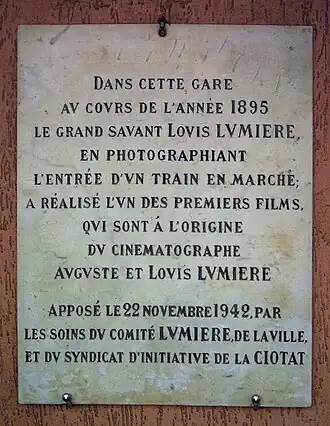 DANS CETTE GARE
AV COVRS DE L'ANNÉE 1895
LE GRAND SAVANT LOVIS LVMIERE,
EN PHOTOGRAPHIANT
L'ENTRÉE D'VN TRAIN EN MARCHE;
A RÉALISÉ L'VN DES PREMIERS FILMS,
QVI SONT Á L'ORIGINE
DV CINEMATOGRAPHE
AVGVSTE ET LOVIS LVMIERE
APPOSÉ LE 22 NOVEMBRE 1942, PAR
LES SOINS DV COMITÉ LVMIERE, DE LA VILLE,
ET DV SYNDICAT D'INITIATIVE DE LA CIOTAT